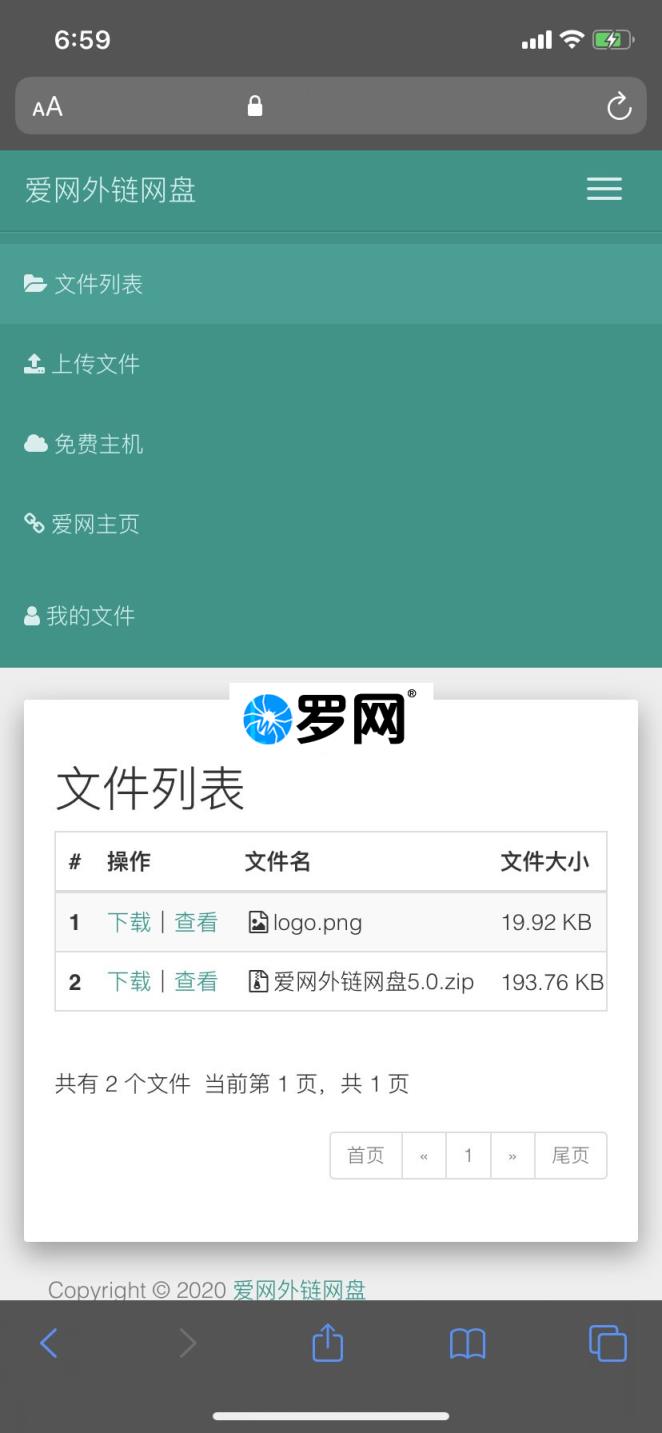 6:59
AA
爱网外链网盘
文件列表
上传文件
免费主机
爱网主页
我的文件
罗网®
文件列表
# 操作 文件名 文件大小
1 下载 | 查看 logo.png 19.92 KB
2 下载 | 查看 爱网外链网盘5.0.zip 193.76 KB
共有 2 个文件 当前第 1 页，共 1 页
首页 « 1 » 尾页
Copyright © 2020 爱网外链网盘